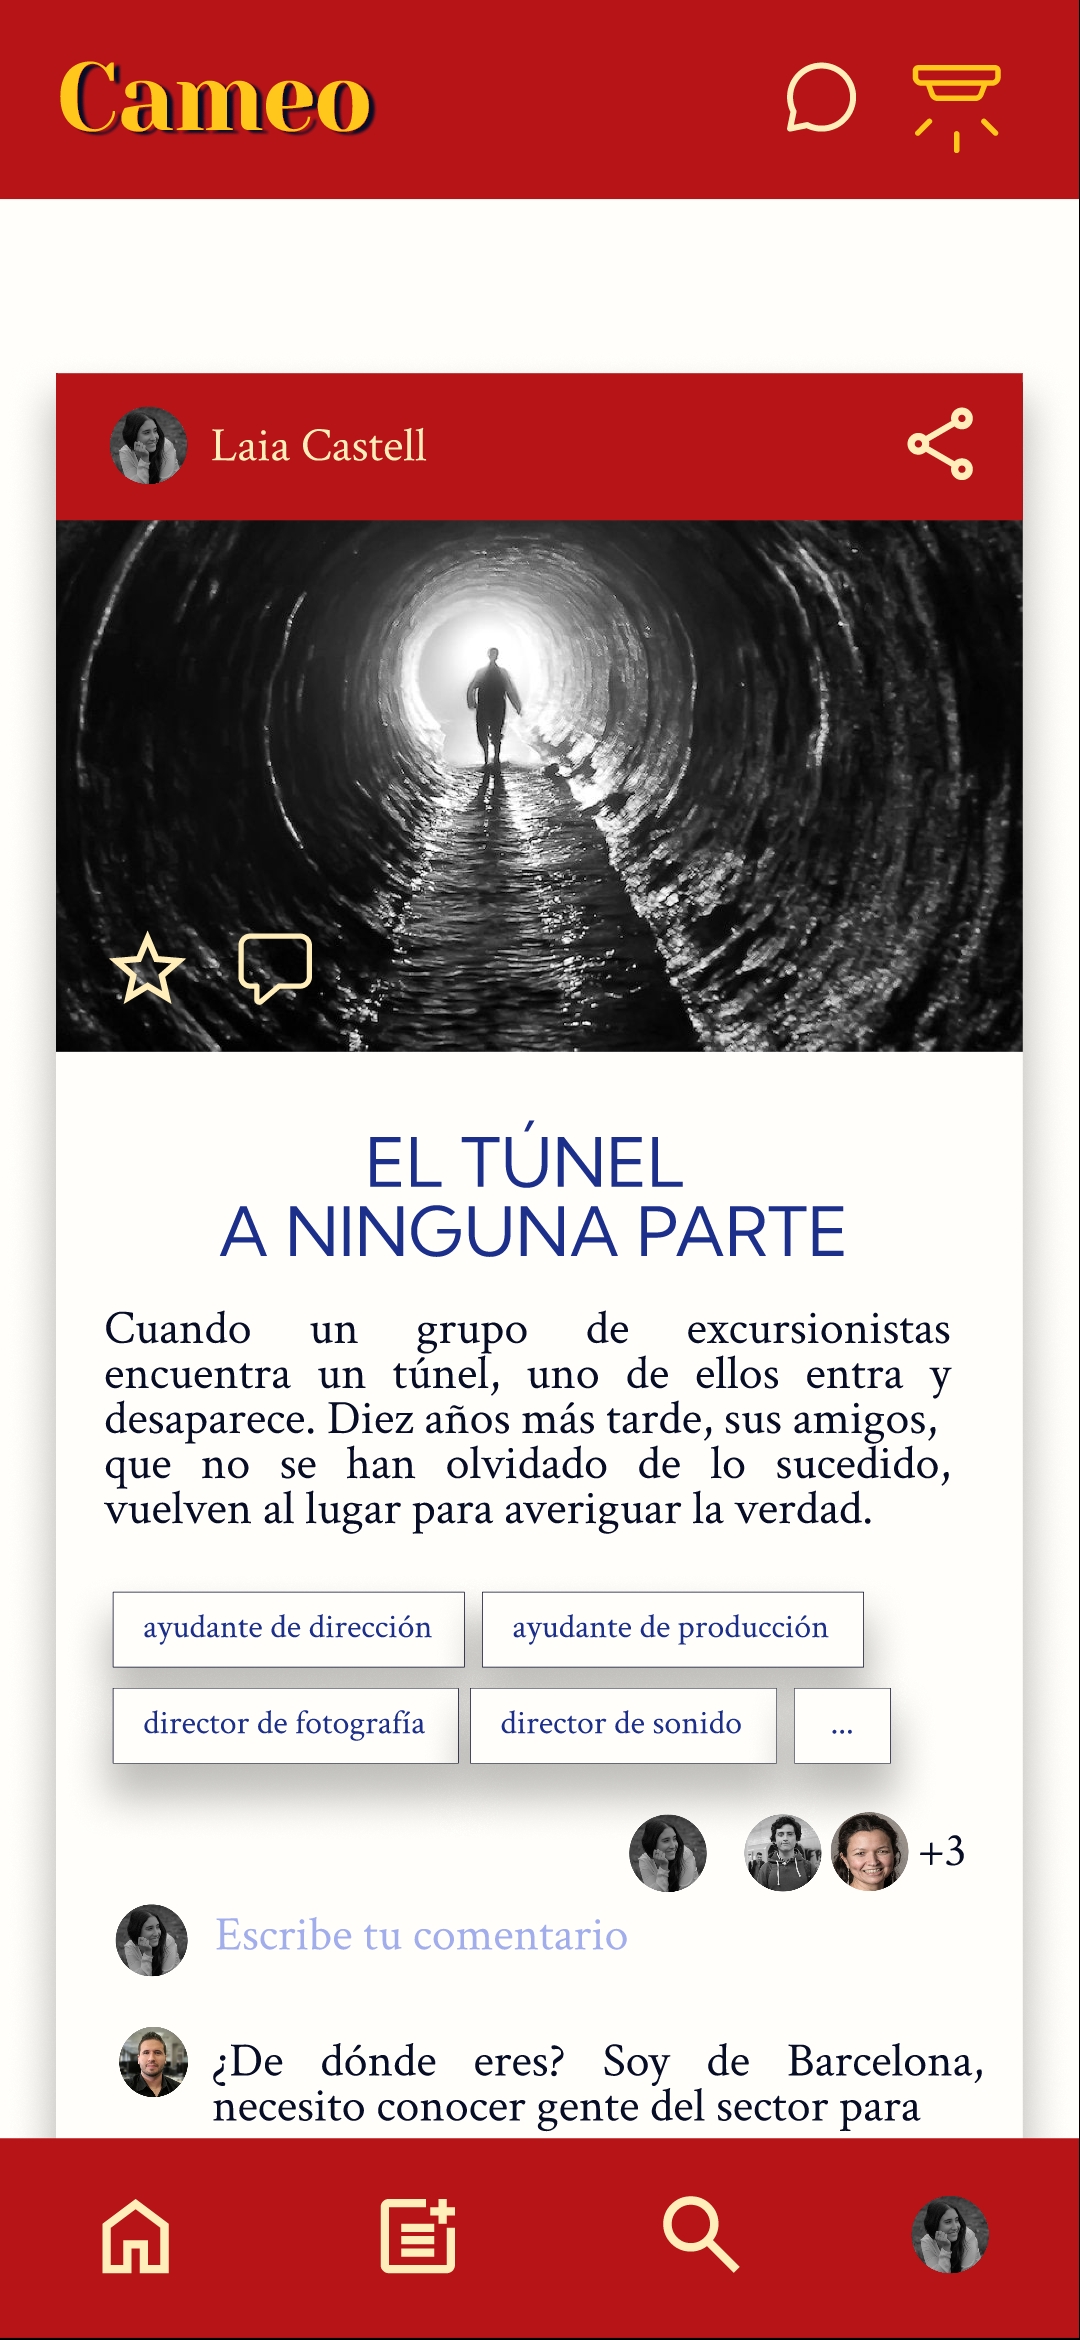 Cameo
Laia Castell
EL TÚNEL
A NINGUNA PARTE
Cuando un grupo de excursionistas
encuentra un túnel, uno de ellos entra y
desaparece. Diez años más tarde, sus amigos,
que no se han olvidado de lo sucedido,
vuelven al lugar para averiguar la verdad.
ayudante de dirección
ayudante de producción
director de fotografía
director de sonido
...
+3
Escribe tu comentario
¿De dónde eres? Soy de Barcelona,
necesito conocer gente del sector para